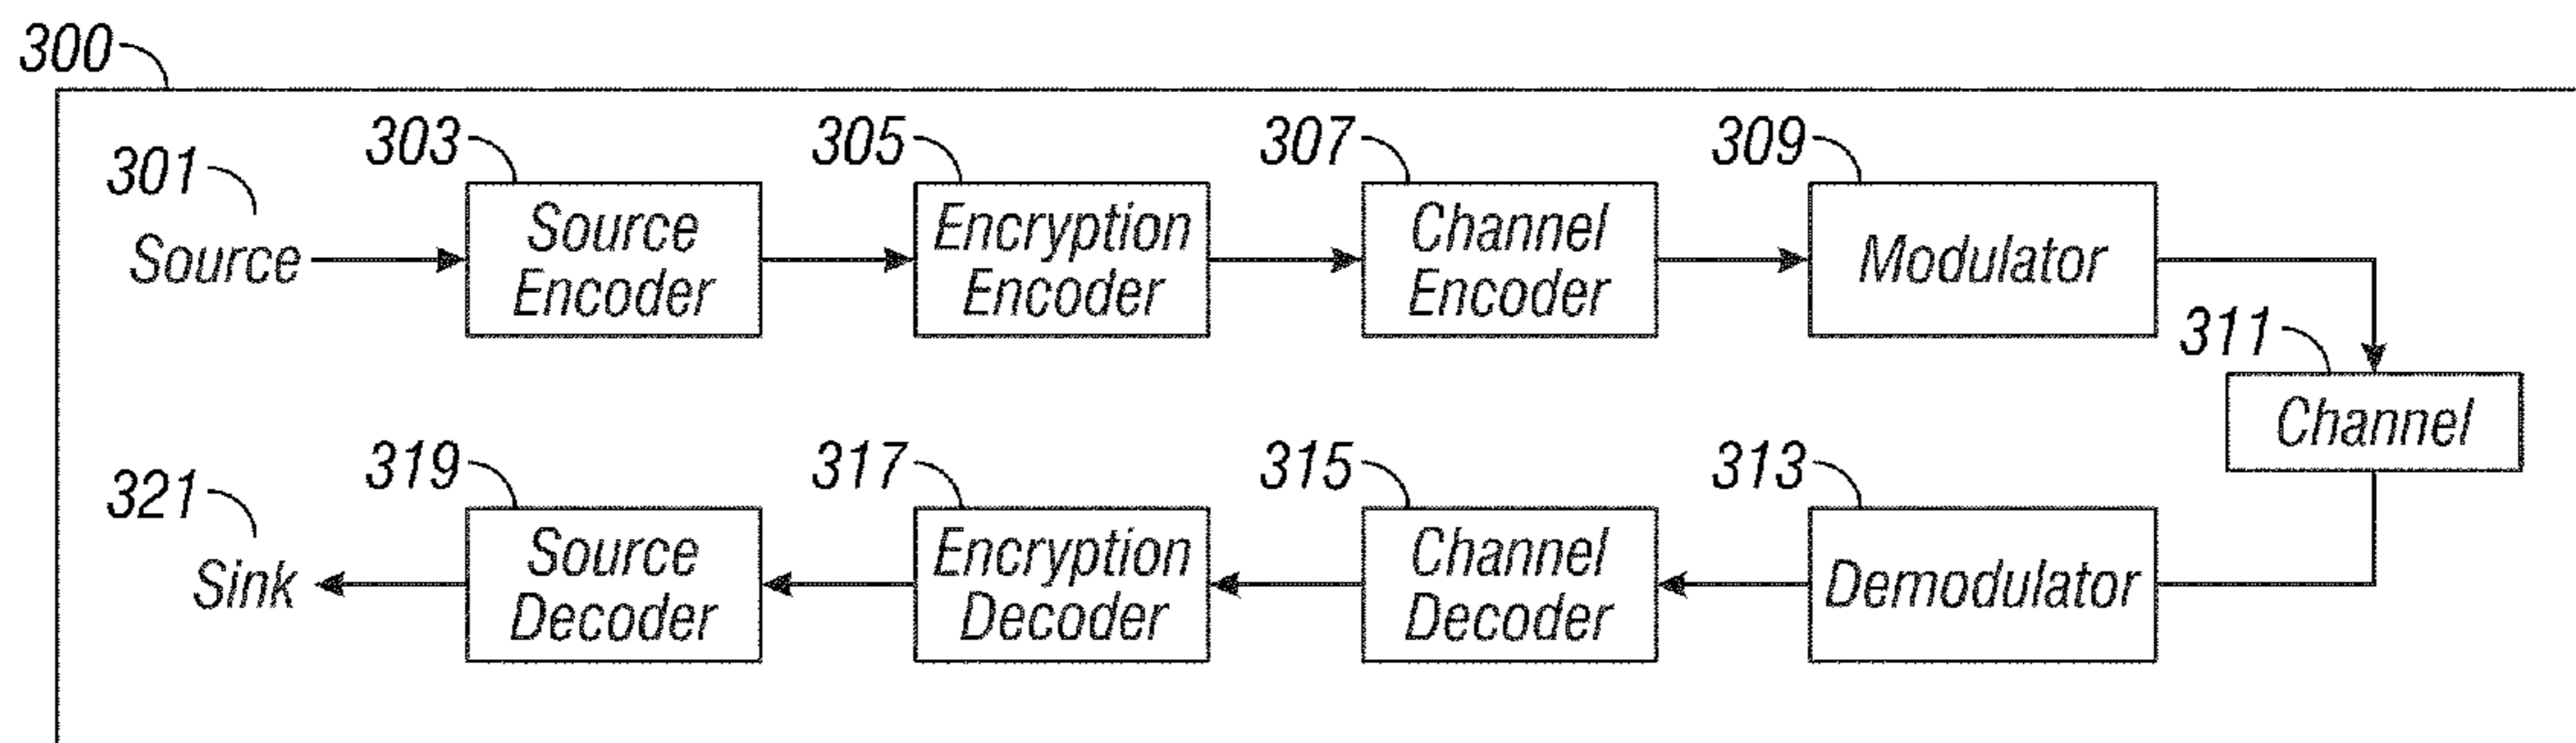 300
301
303
305
307
309
Source
Source
Encoder
Encryption
Encoder
Channel
Encoder
Modulator
311
Channel
321
319
317
315
313
Sink
Source
Decoder
Encryption
Decoder
Channel
Decoder
Demodulator